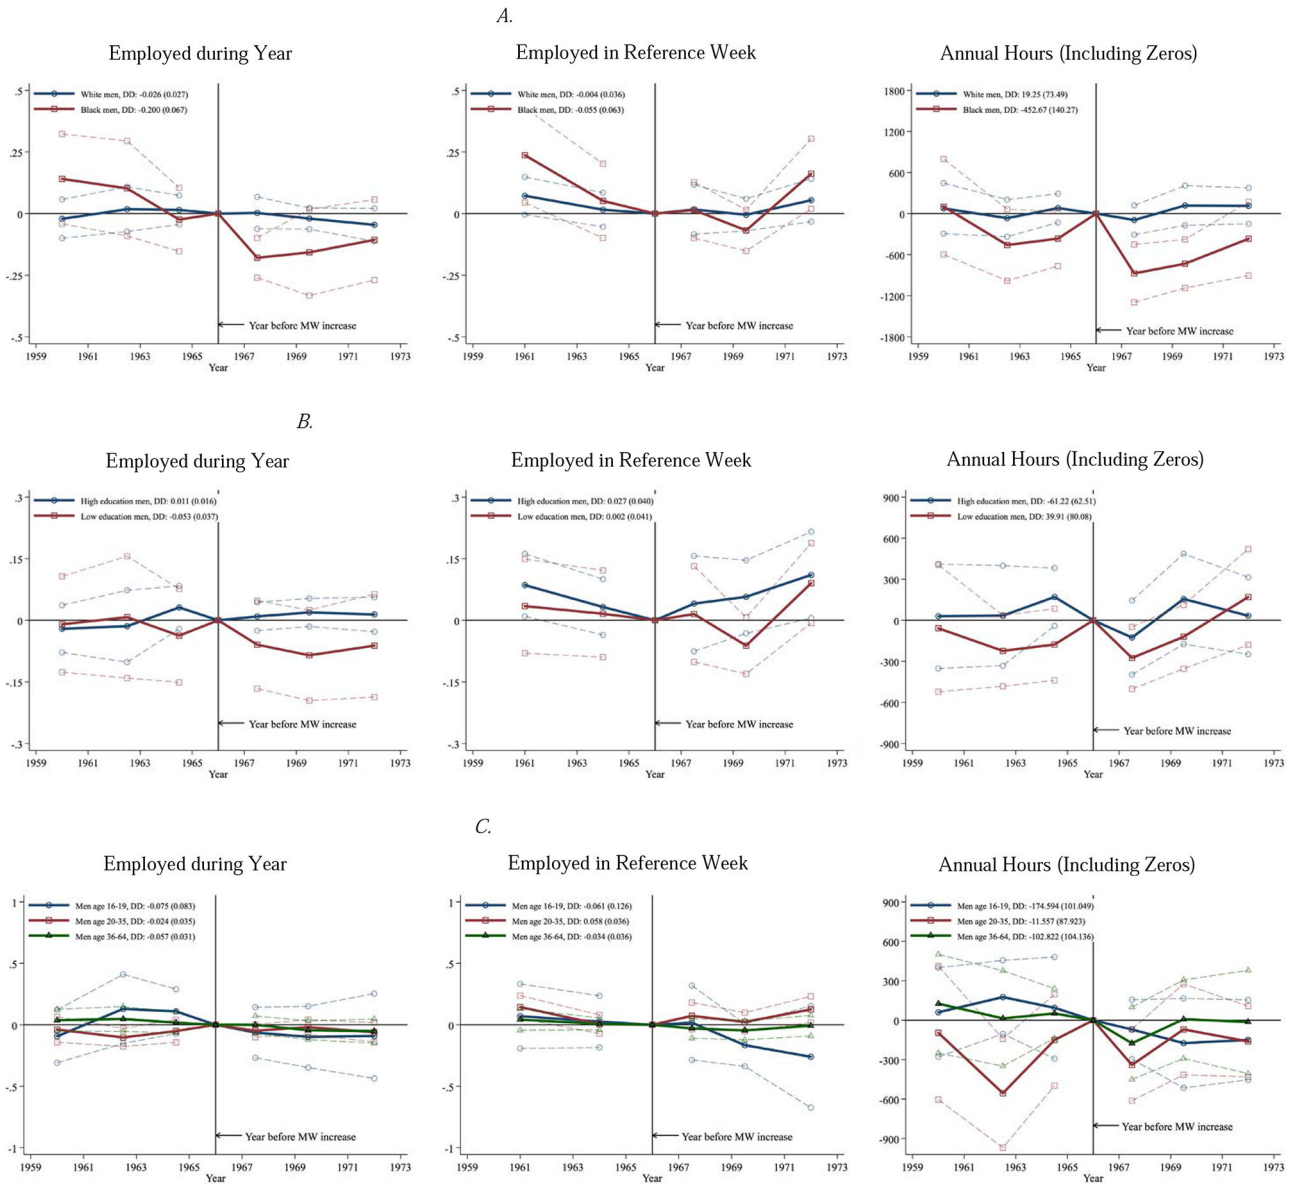 A.
Employed during Year
Employed in Reference Week
Annual Hours (Including Zeros)
.5
White men, DD: -0.026 (0.027)
Black men, DD: -0.200 (0.067)
.25
0
-.25
-.5
Year before MW increase
1959 1961 1963 1965 1967 1969 1971 1973
Year
.5
White men, DD: -0.004 (0.036)
Black men, DD: -0.055 (0.063)
.25
0
-.25
-.5
Year before MW increase
1959 1961 1963 1965 1967 1969 1971 1973
Year
1800
White men, DD: 19.25 (73.49)
Black men, DD: -452.67 (140.27)
1200
600
0
-600
-1200
-1800
Year before MW increase
1959 1961 1963 1965 1967 1969 1971 1973
Year
B.
Employed during Year
Employed in Reference Week
Annual Hours (Including Zeros)
.3
High education men, DD: 0.011 (0.016)
Low education men, DD: -0.053 (0.037)
.15
0
-.15
-.3
Year before MW increase
1959 1961 1963 1965 1967 1969 1971 1973
Year
.3
High education men, DD: 0.027 (0.040)
Low education men, DD: 0.002 (0.041)
.15
0
-.15
-.3
Year before MW increase
1959 1961 1963 1965 1967 1969 1971 1973
Year
900
High education men, DD: -61.22 (62.51)
Low education men, DD: 39.91 (80.08)
600
300
0
-300
-600
-900
Year before MW increase
1959 1961 1963 1965 1967 1969 1971 1973
Year
C.
Employed during Year
Employed in Reference Week
Annual Hours (Including Zeros)
1
Men age 16-19, DD: -0.075 (0.083)
Men age 20-35, DD: -0.024 (0.035)
Men age 36-64, DD: -0.057 (0.031)
.5
0
-.5
-1
Year before MW increase
1959 1961 1963 1965 1967 1969 1971 1973
Year
1
Men age 16-19, DD: -0.061 (0.126)
Men age 20-35, DD: 0.058 (0.036)
Men age 36-64, DD: -0.034 (0.036)
.5
0
-.5
-1
Year before MW increase
1959 1961 1963 1965 1967 1969 1971 1973
Year
900
Men age 16-19, DD: -174.594 (101.049)
Men age 20-35, DD: -11.557 (87.923)
Men age 36-64, DD: -102.822 (104.136)
600
300
0
-300
-600
-900
Year before MW increase
1959 1961 1963 1965 1967 1969 1971 1973
Year